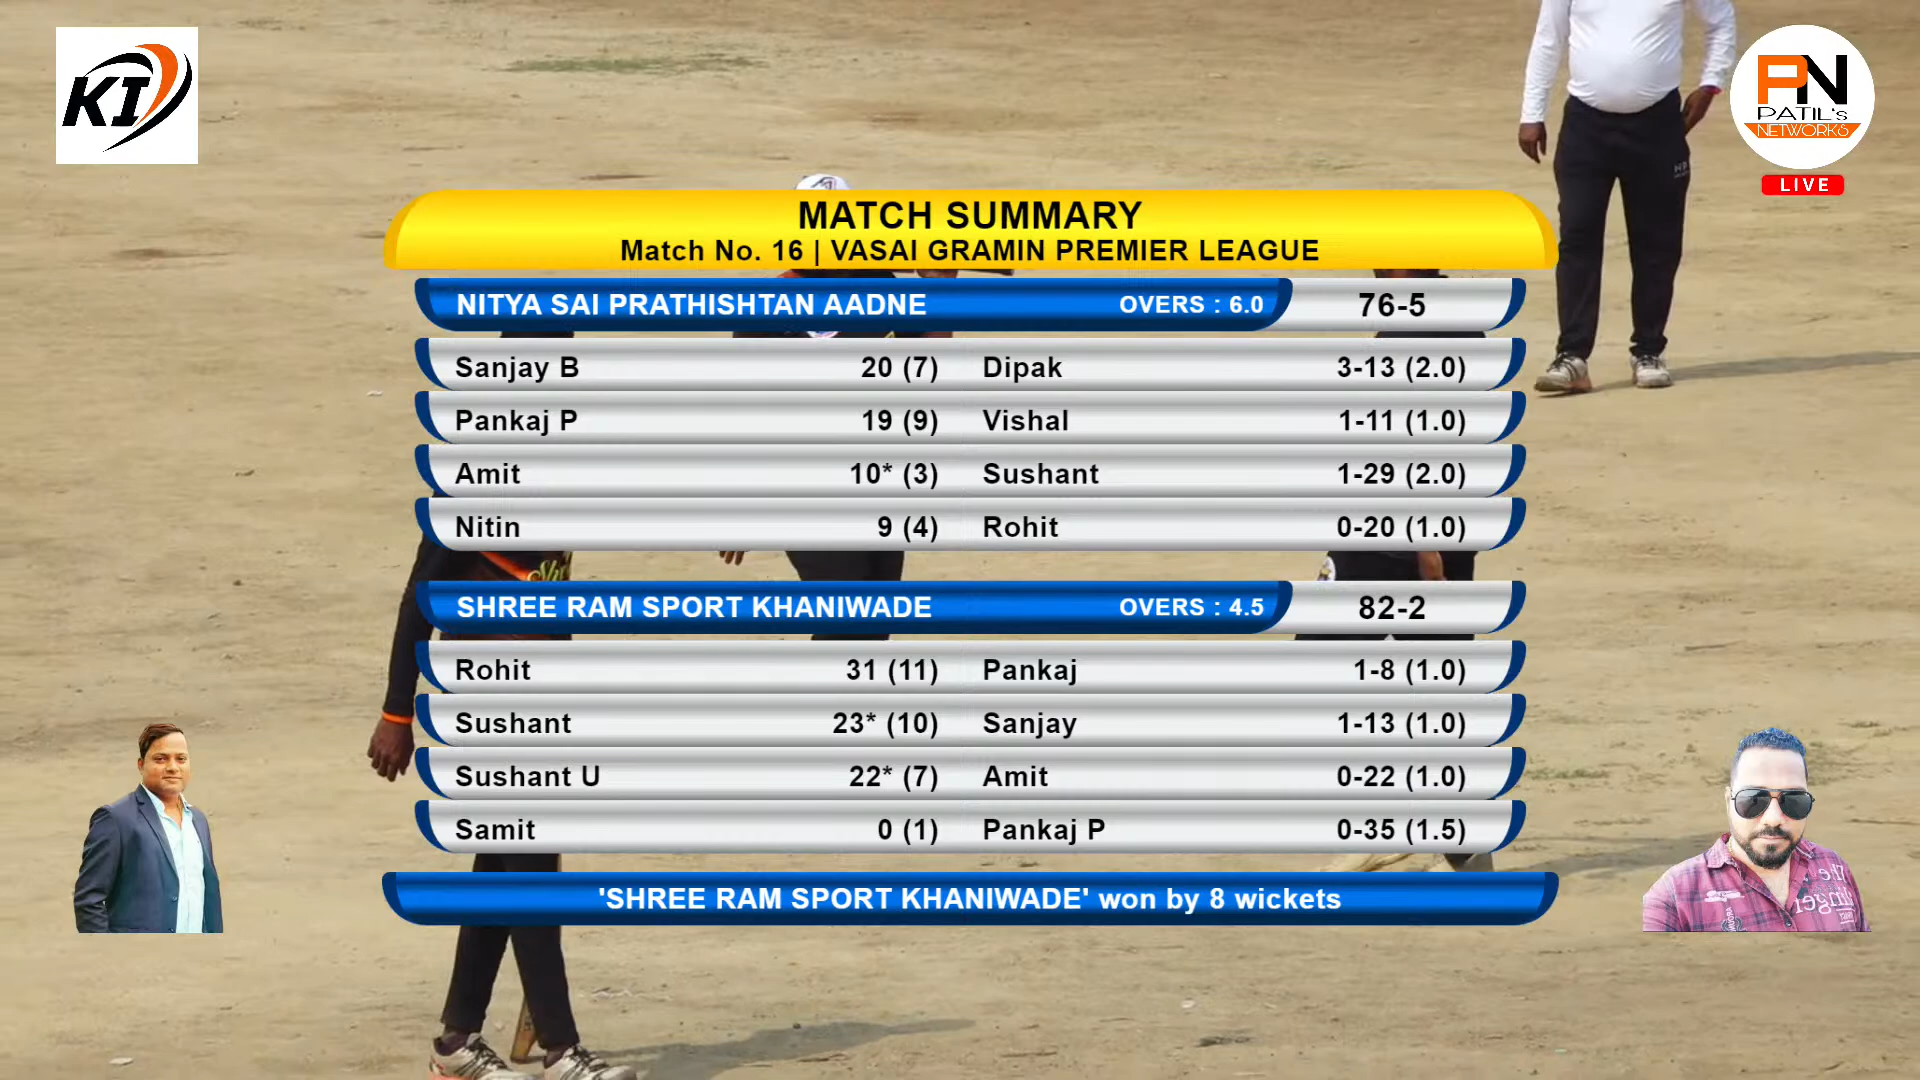 KI
PN
PATIL's
NETWORKS
LIVE
MATCH SUMMARY
Match No. 16 | VASAI GRAMIN PREMIER LEAGUE
NITYA SAI PRATHISHTAN AADNE OVERS : 6.0 76-5
Sanjay B 20 (7) Dipak 3-13 (2.0)
Pankaj P 19 (9) Vishal 1-11 (1.0)
Amit 10* (3) Sushant 1-29 (2.0)
Nitin 9 (4) Rohit 0-20 (1.0)
SHREE RAM SPORT KHANIWADE OVERS : 4.5 82-2
Rohit 31 (11) Pankaj 1-8 (1.0)
Sushant 23* (10) Sanjay 1-13 (1.0)
Sushant U 22* (7) Amit 0-22 (1.0)
Samit 0 (1) Pankaj P 0-35 (1.5)
'SHREE RAM SPORT KHANIWADE' won by 8 wickets